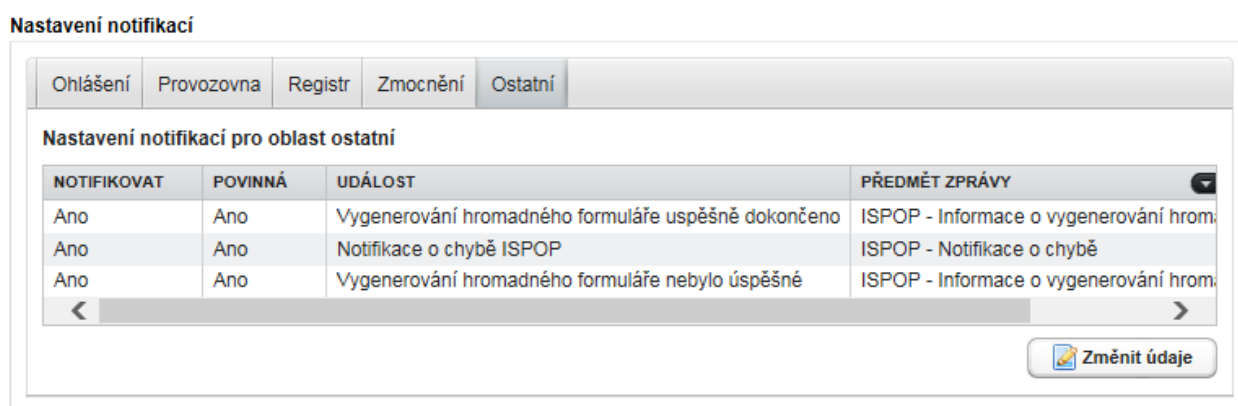 Nastavení notifikací
Ohlášení Provozovna Registr Zmocnění Ostatní
Nastavení notifikací pro oblast ostatní
NOTIFIKOVAT POVINNÁ UDÁLOST PŘEDMĚT ZPRÁVY
Ano Ano Vygenerování hromadného formuláře uspěšně dokončeno ISPOP - Informace o vygenerování hrom
Ano Ano Notifikace o chybě ISPOP ISPOP - Notifikace o chybě
Ano Ano Vygenerování hromadného formuláře nebylo úspěšné ISPOP - Informace o vygenerování hrom
Změnit údaje